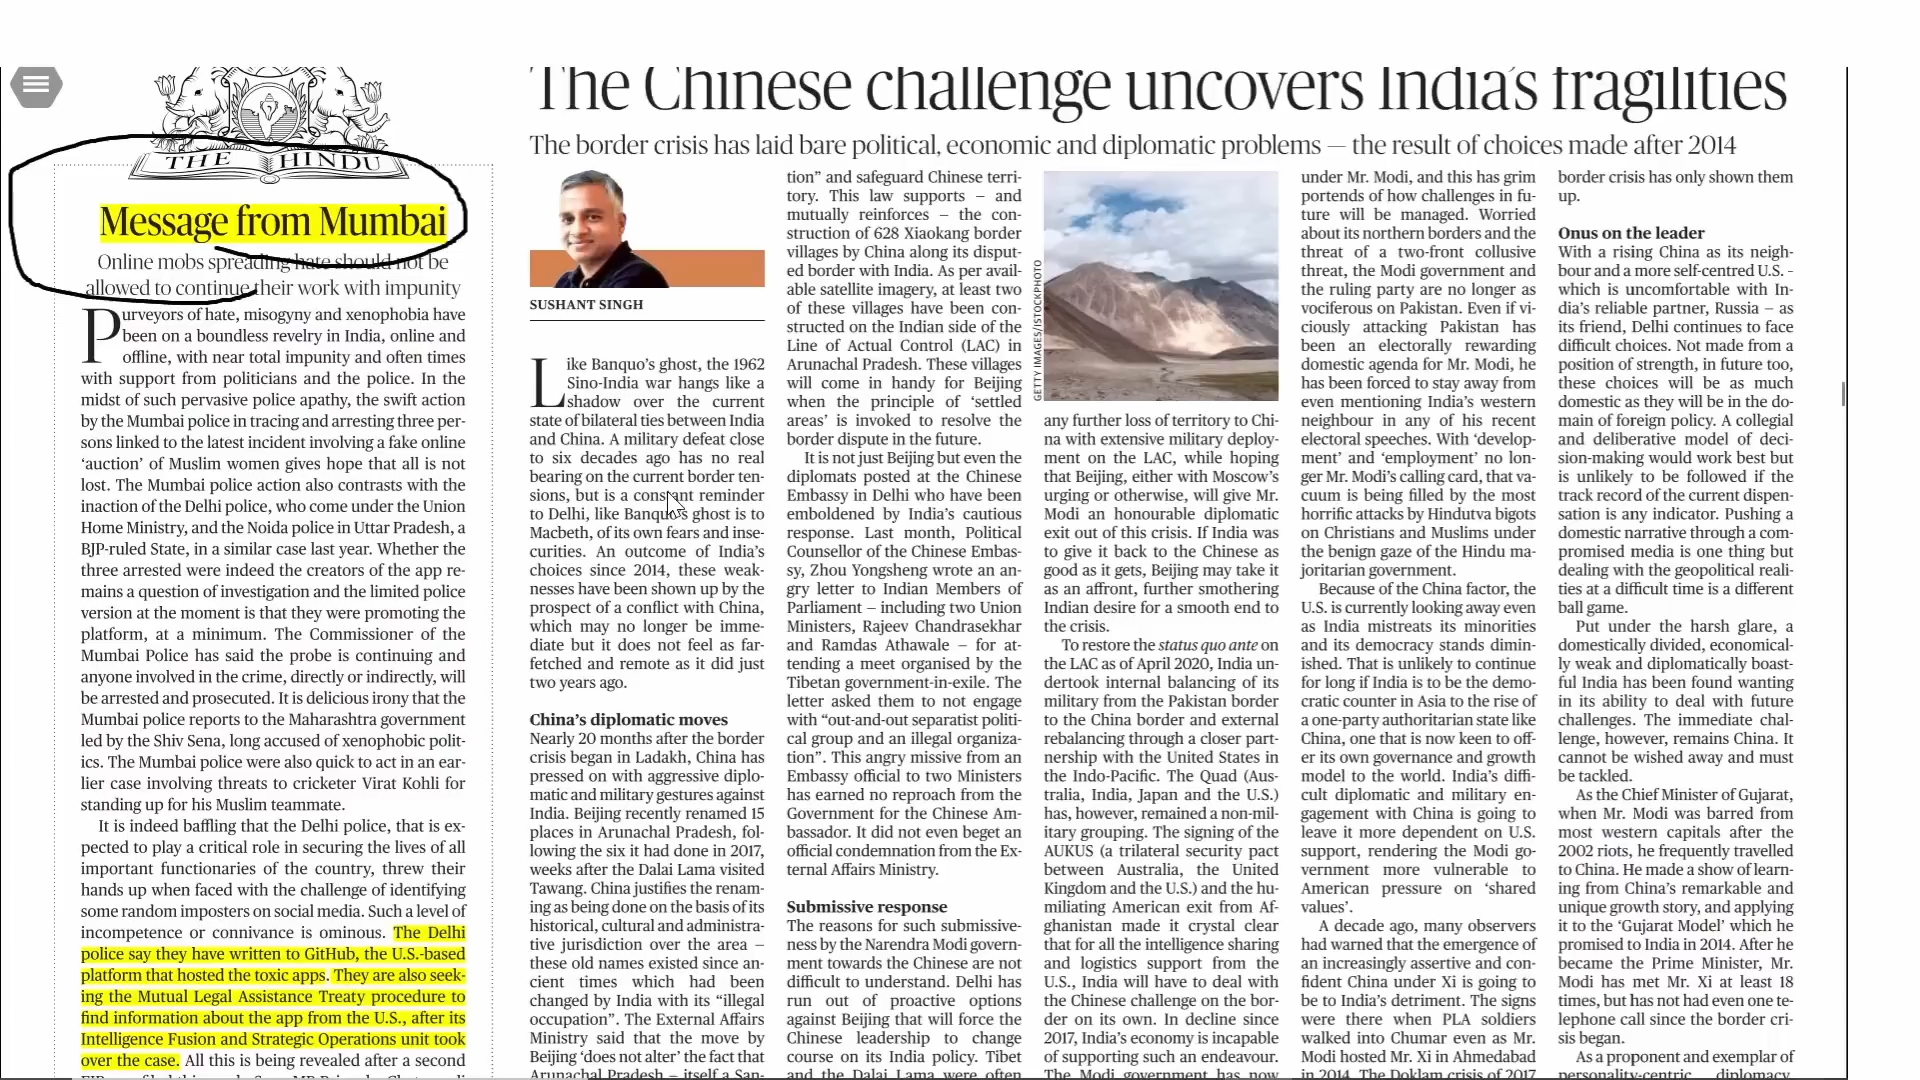 THE HINDU
Message from Mumbai
Online mobs spreading hate should not be
allowed to continue their work with impunity
Purveyors of hate, misogyny and xenophobia have
been on a boundless revelry in India, online and
offline, with near total impunity and often times
with support from politicians and the police. In the
midst of such pervasive police apathy, the swift action
by the Mumbai police in tracing and arresting three per-
sons linked to the latest incident involving a fake online
‘auction’ of Muslim women gives hope that all is not
lost. The Mumbai police action also contrasts with the
inaction of the Delhi police, who come under the Union
Home Ministry, and the Noida police in Uttar Pradesh, a
BJP-ruled State, in a similar case last year. Whether the
three arrested were indeed the creators of the app re-
mains a question of investigation and the limited police
version at the moment is that they were promoting the
platform, at a minimum. The Commissioner of the
Mumbai Police has said the probe is continuing and
anyone involved in the crime, directly or indirectly, will
be arrested and prosecuted. It is delicious irony that the
Mumbai police reports to the Maharashtra government
led by the Shiv Sena, long accused of xenophobic polit-
ics. The Mumbai police were also quick to act in an ear-
lier case involving threats to cricketer Virat Kohli for
standing up for his Muslim teammate.
It is indeed baffling that the Delhi police, that is ex-
pected to play a critical role in securing the lives of all
important functionaries of the country, threw their
hands up when faced with the challenge of identifying
some random imposters on social media. Such a level of
incompetence or connivance is ominous. The Delhi
police say they have written to GitHub, the U.S.-based
platform that hosted the toxic apps. They are also seek-
ing the Mutual Legal Assistance Treaty procedure to
find information about the app from the U.S., after its
Intelligence Fusion and Strategic Operations unit took
over the case. All this is being revealed after a second
The Chinese challenge uncovers India’s fragilities
The border crisis has laid bare political, economic and diplomatic problems — the result of choices made after 2014
SUSHANT SINGH
Like Banquo’s ghost, the 1962
Sino-India war hangs like a
shadow over the current
state of bilateral ties between India
and China. A military defeat close
to six decades ago has no real
bearing on the current border ten-
sions, but is a constant reminder
to Delhi, like Banquo’s ghost is to
Macbeth, of its own fears and inse-
curities. An outcome of India’s
choices since 2014, these weak-
nesses have been shown up by the
prospect of a conflict with China,
which may no longer be imme-
diate but it does not feel as far-
fetched and remote as it did just
two years ago.
China’s diplomatic moves
Nearly 20 months after the border
crisis began in Ladakh, China has
pressed on with aggressive diplo-
matic and military gestures against
India. Beijing recently renamed 15
places in Arunachal Pradesh, fol-
lowing the six it had done in 2017,
weeks after the Dalai Lama visited
Tawang. China justifies the renam-
ing as being done on the basis of its
historical, cultural and administra-
tive jurisdiction over the area —
these old names existed since an-
cient times which had been
changed by India with its “illegal
occupation”. The External Affairs
Ministry said that the move by
Beijing ‘does not alter’ the fact that
Arunachal Pradesh — itself a San-
tion” and safeguard Chinese terri-
tory. This law supports — and
mutually reinforces — the con-
struction of 628 Xiaokang border
villages by China along its disput-
ed border with India. As per avail-
able satellite imagery, at least two
of these villages have been con-
structed on the Indian side of the
Line of Actual Control (LAC) in
Arunachal Pradesh. These villages
will come in handy for Beijing
when the principle of ‘settled
areas’ is invoked to resolve the
border dispute in the future.
It is not just Beijing but even the
diplomats posted at the Chinese
Embassy in Delhi who have been
emboldened by India’s cautious
response. Last month, Political
Counsellor of the Chinese Embas-
sy, Zhou Yongsheng wrote an an-
gry letter to Indian Members of
Parliament — including two Union
Ministers, Rajeev Chandrasekhar
and Ramdas Athawale — for at-
tending a meet organised by the
Tibetan government-in-exile. The
letter asked them to not engage
with “out-and-out separatist politi-
cal group and an illegal organiza-
tion”. This angry missive from an
Embassy official to two Ministers
has earned no reproach from the
Government for the Chinese Am-
bassador. It did not even beget an
official condemnation from the Ex-
ternal Affairs Ministry.
Submissive response
The reasons for such submissive-
ness by the Narendra Modi govern-
ment towards the Chinese are not
difficult to understand. Delhi has
run out of proactive options
against Beijing that will force the
Chinese leadership to change
course on its India policy. Tibet
and the Dalai Lama were often
GETTY IMAGES/ISTOCKPHOTO
any further loss of territory to Chi-
na with extensive military deploy-
ment on the LAC, while hoping
that Beijing, either with Moscow’s
urging or otherwise, will give Mr.
Modi an honourable diplomatic
exit out of this crisis. If India was
to give it back to the Chinese as
good as it gets, Beijing may take it
as an affront, further smothering
Indian desire for a smooth end to
the crisis.
To restore the status quo ante on
the LAC as of April 2020, India un-
dertook internal balancing of its
military from the Pakistan border
to the China border and external
rebalancing through a closer part-
nership with the United States in
the Indo-Pacific. The Quad (Aus-
tralia, India, Japan and the U.S.)
has, however, remained a non-mil-
itary grouping. The signing of the
AUKUS (a trilateral security pact
between Australia, the United
Kingdom and the U.S.) and the hu-
miliating American exit from Af-
ghanistan made it crystal clear
that for all the intelligence sharing
and logistics support from the
U.S., India will have to deal with
the Chinese challenge on the bor-
der on its own. In decline since
2017, India’s economy is incapable
of supporting such an endeavour.
The Modi government has now
under Mr. Modi, and this has grim
portends of how challenges in fu-
ture will be managed. Worried
about its northern borders and the
threat of a two-front collusive
threat, the Modi government and
the ruling party are no longer as
vociferous on Pakistan. Even if vi-
ciously attacking Pakistan has
been an electorally rewarding
domestic agenda for Mr. Modi, he
has been forced to stay away from
even mentioning India’s western
neighbour in any of his recent
electoral speeches. With ‘develop-
ment’ and ‘employment’ no lon-
ger Mr. Modi’s calling card, that va-
cuum is being filled by the most
horrific attacks by Hindutva bigots
on Christians and Muslims under
the benign gaze of the Hindu ma-
joritarian government.
Because of the China factor, the
U.S. is currently looking away even
as India mistreats its minorities
and its democracy stands dimin-
ished. That is unlikely to continue
for long if India is to be the demo-
cratic counter in Asia to the rise of
a one-party authoritarian state like
China, one that is now keen to off-
er its own governance and growth
model to the world. India’s diffi-
cult diplomatic and military en-
gagement with China is going to
leave it more dependent on U.S.
support, rendering the Modi go-
vernment more vulnerable to
American pressure on ‘shared
values’.
A decade ago, many observers
had warned that the emergence of
an increasingly assertive and con-
fident China under Xi is going to
be to India’s detriment. The signs
were there when PLA soldiers
walked into Chumar even as Mr.
Modi hosted Mr. Xi in Ahmedabad
in 2014. The Doklam crisis of 2017
border crisis has only shown them
up.
Onus on the leader
With a rising China as its neigh-
bour and a more self-centred U.S. -
which is uncomfortable with In-
dia’s reliable partner, Russia — as
its friend, Delhi continues to face
difficult choices. Not made from a
position of strength, in future too,
these choices will be as much
domestic as they will be in the do-
main of foreign policy. A collegial
and deliberative model of deci-
sion-making would work best but
is unlikely to be followed if the
track record of the current dispen-
sation is any indicator. Pushing a
domestic narrative through a com-
promised media is one thing but
dealing with the geopolitical reali-
ties at a difficult time is a different
ball game.
Put under the harsh glare, a
domestically divided, economical-
ly weak and diplomatically boast-
ful India has been found wanting
in its ability to deal with future
challenges. The immediate chal-
lenge, however, remains China. It
cannot be wished away and must
be tackled.
As the Chief Minister of Gujarat,
when Mr. Modi was barred from
most western capitals after the
2002 riots, he frequently travelled
to China. He made a show of learn-
ing from China’s remarkable and
unique growth story, and applying
it to the ‘Gujarat Model’ which he
promised to India in 2014. After he
became the Prime Minister, Mr.
Modi has met Mr. Xi at least 18
times, but has not had even one te-
lephone call since the border cri-
sis began.
As a proponent and exemplar of
personality-centric diplomacy,